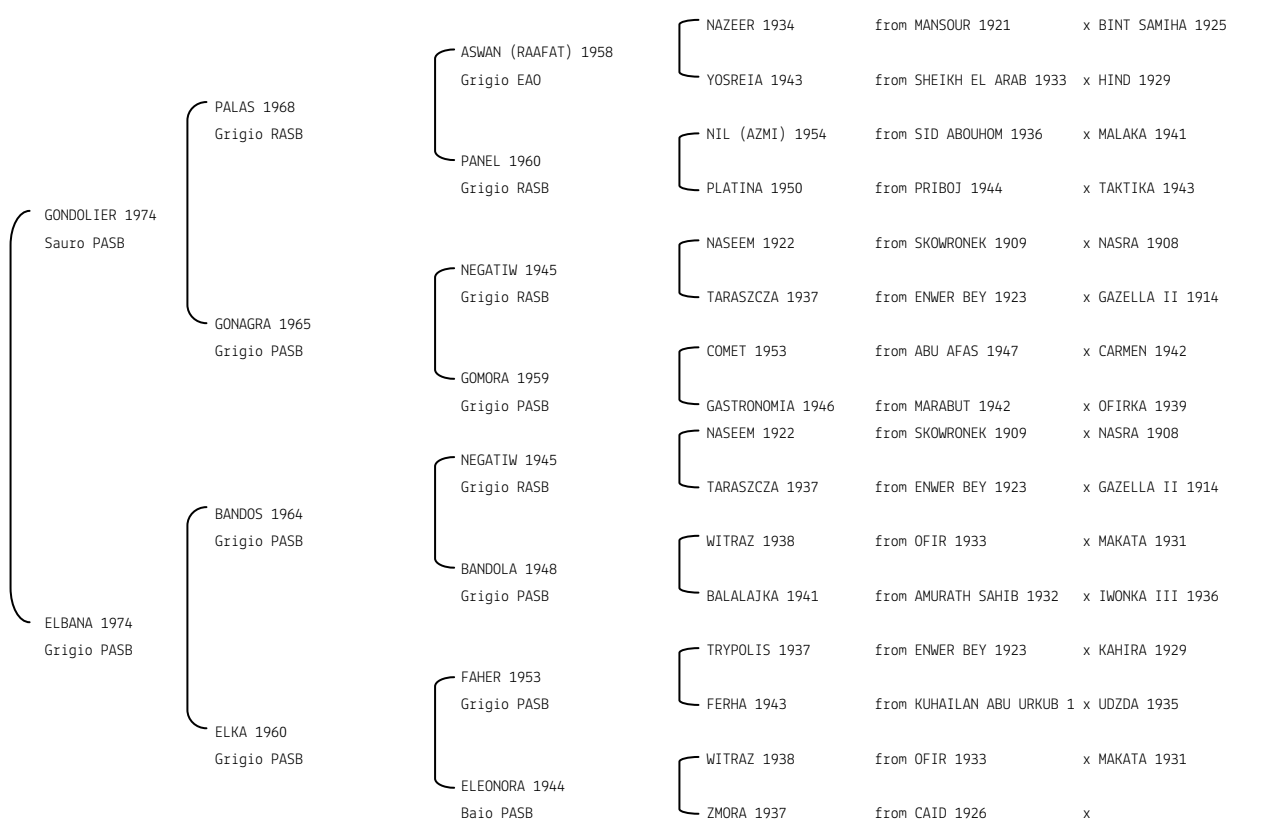 NAZEER 1934 from MANSOUR 1921 x BINT SAMIHA 1925
ASWAN (RAAFAT) 1958
Grigio EAO YOSREIA 1943 from SHEIKH EL ARAB 1933 x HIND 1929
PALAS 1968
Grigio RASB NIL (AZMI) 1954 from SID ABOUHOM 1936 x MALAKA 1941
PANEL 1960
Grigio RASB PLATINA 1950 from PRIBOJ 1944 x TAKTIKA 1943
GONDOLIER 1974
Sauro PASB NASEEM 1922 from SKOWRONEK 1909 x NASRA 1908
NEGATIW 1945
Grigio RASB TARASZCZA 1937 from ENWER BEY 1923 x GAZELLA II 1914
GONAGRA 1965
Grigio PASB COMET 1953 from ABU AFAS 1947 x CARMEN 1942
GOMORA 1959
Grigio PASB GASTRONOMIA 1946 from MARABUT 1942 x OFIRKA 1939
NASEEM 1922 from SKOWRONEK 1909 x NASRA 1908
NEGATIW 1945
Grigio RASB TARASZCZA 1937 from ENWER BEY 1923 x GAZELLA II 1914
BANDOS 1964
Grigio PASB WITRAZ 1938 from OFIR 1933 x MAKATA 1931
BANDOLA 1948
Grigio PASB BALALAJKA 1941 from AMURATH SAHIB 1932 x IWONKA III 1936
ELBANA 1974
Grigio PASB TRYPOLIS 1937 from ENWER BEY 1923 x KAHIRA 1929
FAHER 1953
Grigio PASB FERHA 1943 from KUHAILAN ABU URKUB 1 x UDZDA 1935
ELKA 1960
Grigio PASB WITRAZ 1938 from OFIR 1933 x MAKATA 1931
ELEONORA 1944
Baio PASB ZMORA 1937 from CAID 1926 x